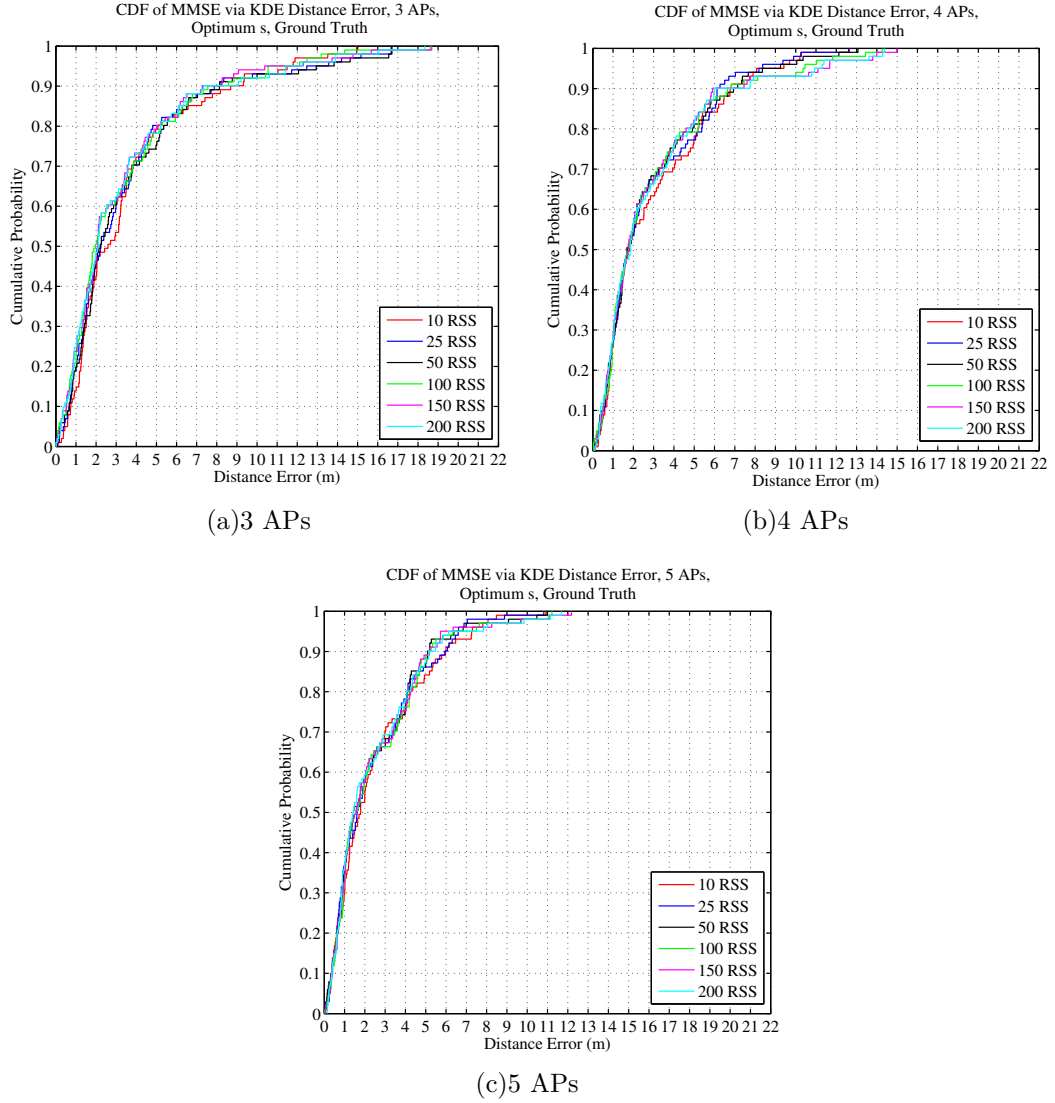 CDF of MMSE via KDE Distance Error, 3 APs,
Optimum s, Ground Truth
1
0.9
0.8
0.7
0.6
0.5
0.4
0.3
0.2
0.1
0
Cumulative Probability
10 RSS
25 RSS
50 RSS
100 RSS
150 RSS
200 RSS
0 1 2 3 4 5 6 7 8 9 10 11 12 13 14 15 16 17 18 19 20 21 22
Distance Error (m)
(a)3 APs
CDF of MMSE via KDE Distance Error, 4 APs,
Optimum s, Ground Truth
1
0.9
0.8
0.7
0.6
0.5
0.4
0.3
0.2
0.1
0
Cumulative Probability
10 RSS
25 RSS
50 RSS
100 RSS
150 RSS
200 RSS
0 1 2 3 4 5 6 7 8 9 10 11 12 13 14 15 16 17 18 19 20 21 22
Distance Error (m)
(b)4 APs
CDF of MMSE via KDE Distance Error, 5 APs,
Optimum s, Ground Truth
1
0.9
0.8
0.7
0.6
0.5
0.4
0.3
0.2
0.1
0
Cumulative Probability
10 RSS
25 RSS
50 RSS
100 RSS
150 RSS
200 RSS
0 1 2 3 4 5 6 7 8 9 10 11 12 13 14 15 16 17 18 19 20 21 22
Distance Error (m)
(c)5 APs